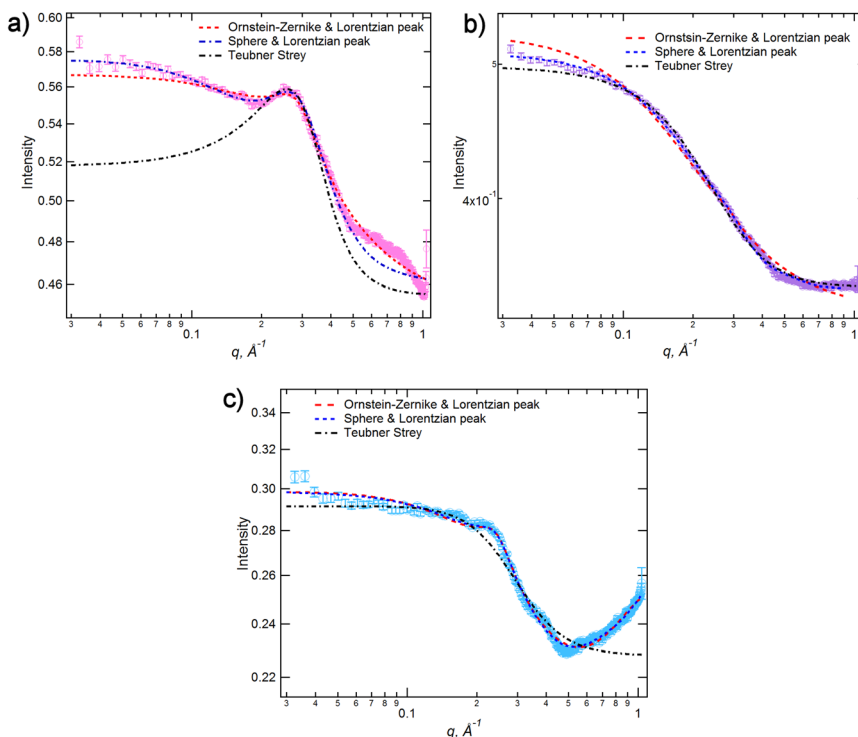 a)
0.60
0.58
0.56
0.52
0.50
0.48
0.46
Intensity
Ornstein-Zernike & Lorentzian peak
Sphere & Lorentzian peak
Teubner Strey
3 4 5 6 7 8 9 0.1 2 3 4 5 6 7 8 9 1
q, Å⁻¹
b)
5
4x10⁻¹
Intensity
Ornstsin-Zernike & Lorentzian peak
Sphere & Lorentzian peak
Teubner Strey
3 4 5 6 7 8 9 0.1 2 3 4 5 6 7 8 9 1
q, Å⁻¹
c)
0.34
0.32
0.30
0.28
0.26
0.24
0.22
Intensity
Ornstein-Zernike & Lorentzian peak
Sphere & Lorentzian peak
Teubner Strey
3 4 5 6 7 8 9 0.1 2 3 4 5 6 7 8 9 1
q, Å⁻¹